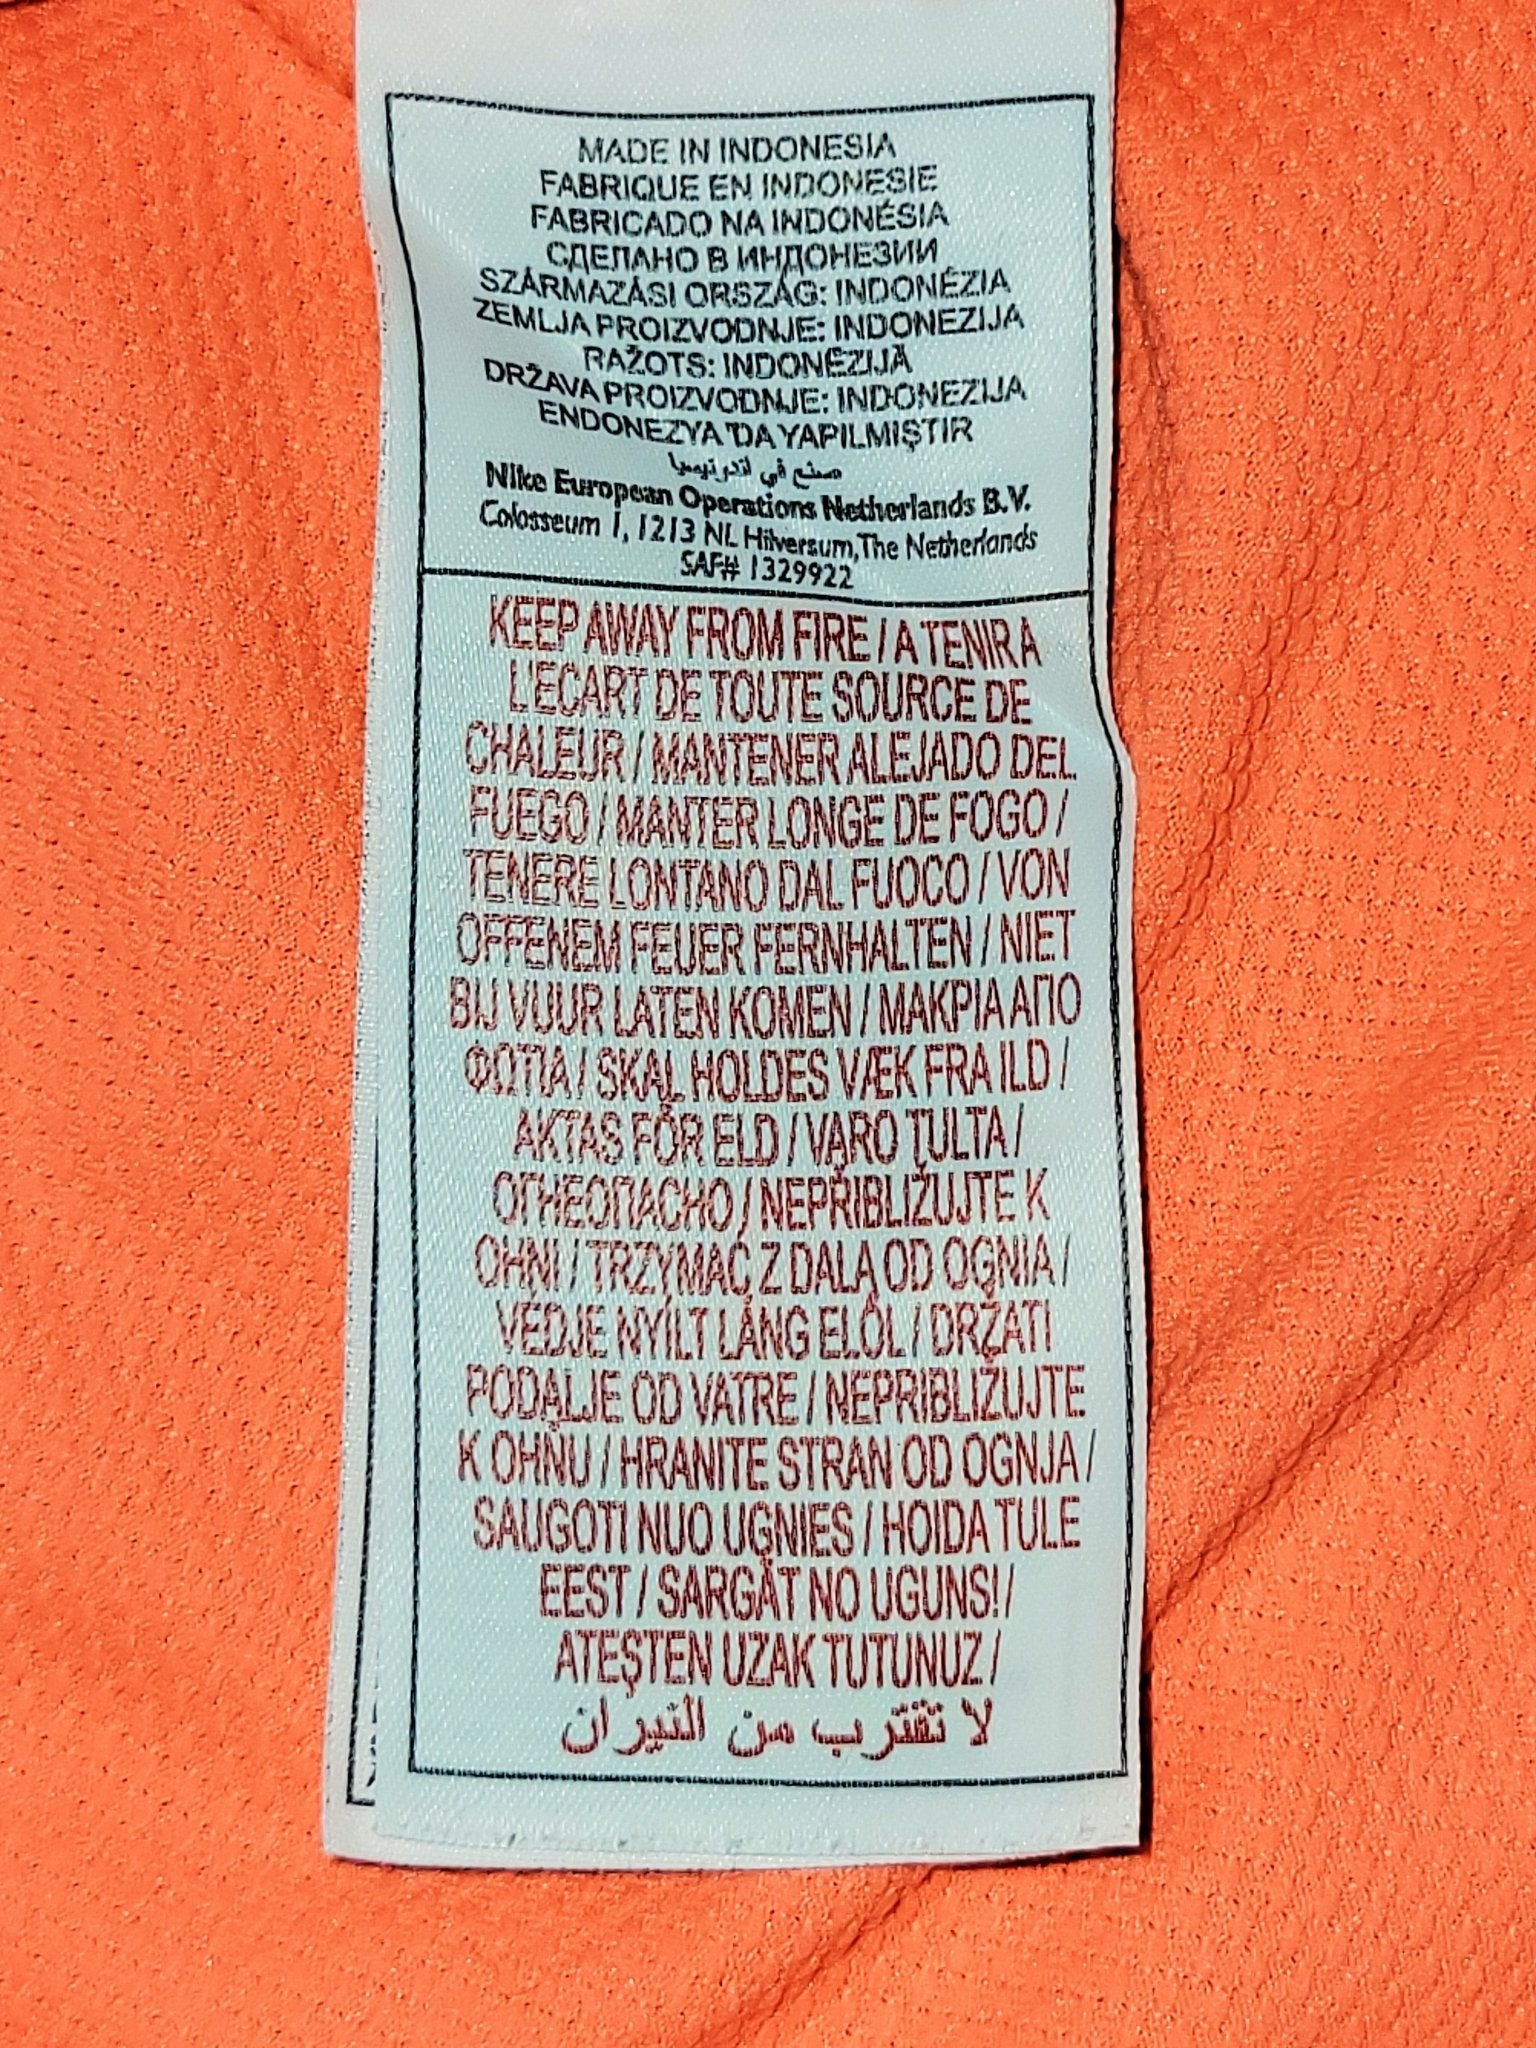 MADE IN INDONESIA
FABRIQUE EN INDONESIE
FABRICADO NA INDONÉSIA
СДЕЛАНО В ИНДОНЕЗИИ
SZÁRMAZÁSI ORSZÁG: INDONÉZIA
ZEMLJA PROIZVODNJE: INDONEZIJA
RAŽOTS: INDONĒZIJĀ
DRŽAVA PROIZVODNJE: INDONEZIJA
ENDONEZYA'DA YAPILMIŞTIR
صنع في اندونيسيا
Nike European Operations Netherlands B.V.
Colosseum 1, 1213 NL Hilversum,The Netherlands
SAF# 1329922
KEEP AWAY FROM FIRE / A TENIR A
L'ECART DE TOUTE SOURCE DE
CHALEUR / MANTENER ALEJADO DEL
FUEGO / MANTER LONGE DE FOGO /
TENERE LONTANO DAL FUOCO / VON
OFFENEM FEUER FERNHALTEN / NIET
BIJ VUUR LATEN KOMEN / ΜΑΚΡΙΑ ΑΠΟ
ΦΩΤΙΑ / SKAL HOLDES VÆK FRA ILD /
AKTAS FÖR ELD / VARO TULTA /
ОГНЕОПАСНО / NEPŘIBLIŽUJTE K
OHNI / TRZYMAĆ Z DALA OD OGNIA /
VÉDJE NYÍLT LÁNG ELŐL / DRŽATI
PODALJE OD VATRE / NEPRIBLIŽUJTE
K OHŇU / HRANITE STRAN OD OGNJA /
SAUGOTI NUO UGNIES / HOIDA TULE
EEST / SARGĀT NO UGUNS! /
ATEŞTEN UZAK TUTUNUZ /
لا تقترب من النيران